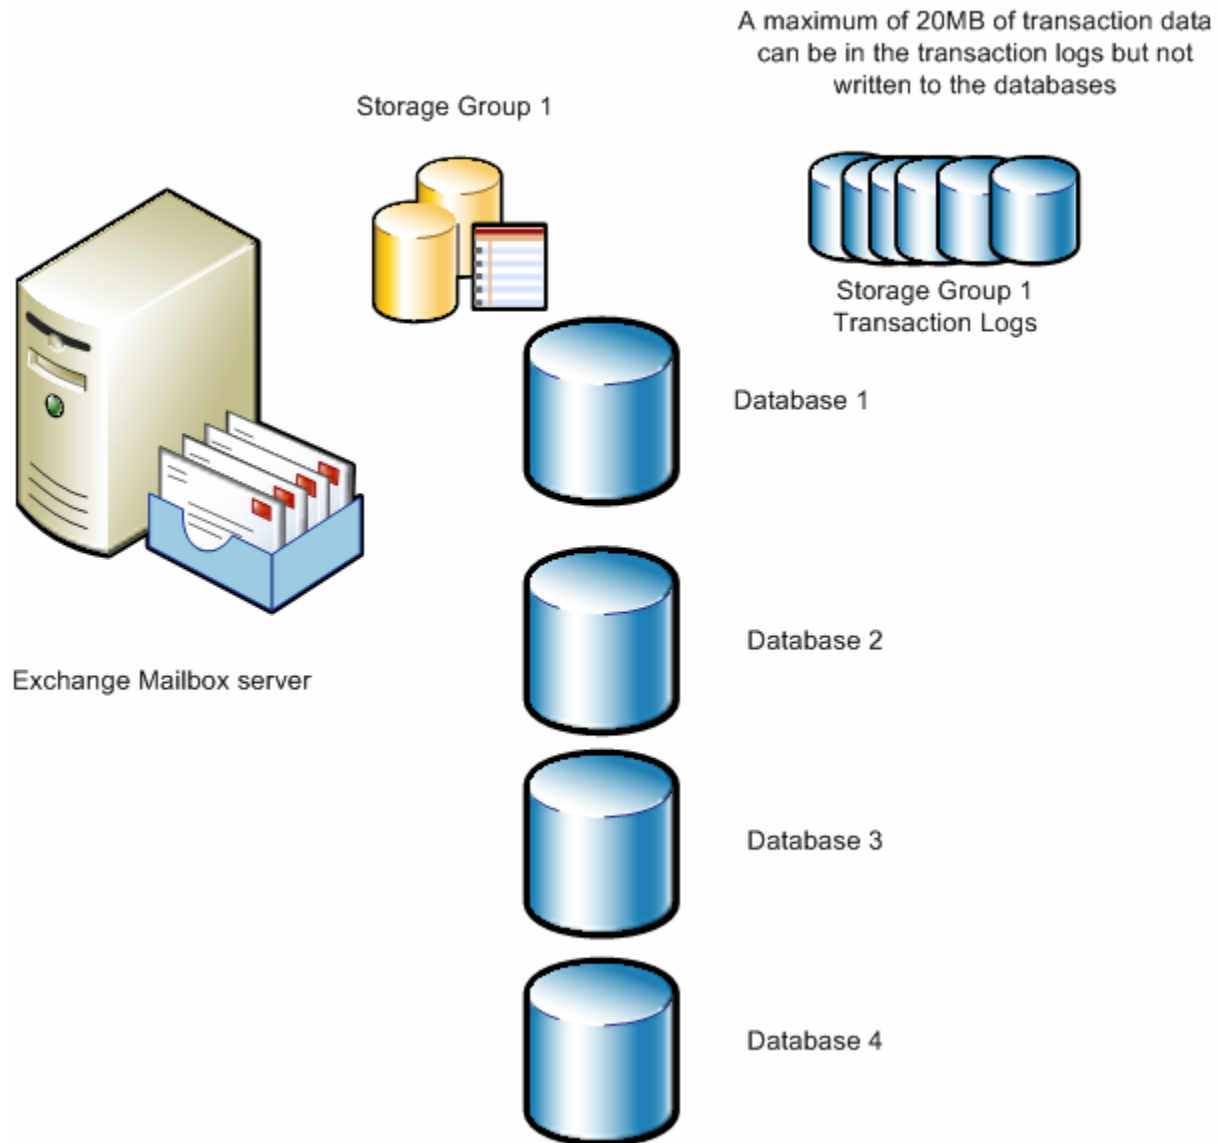 A maximum of 20MB of transaction data
can be in the transaction logs but not
written to the databases
Storage Group 1
Storage Group 1
Transaction Logs
Database 1
Database 2
Exchange Mailbox server
Database 3
Database 4